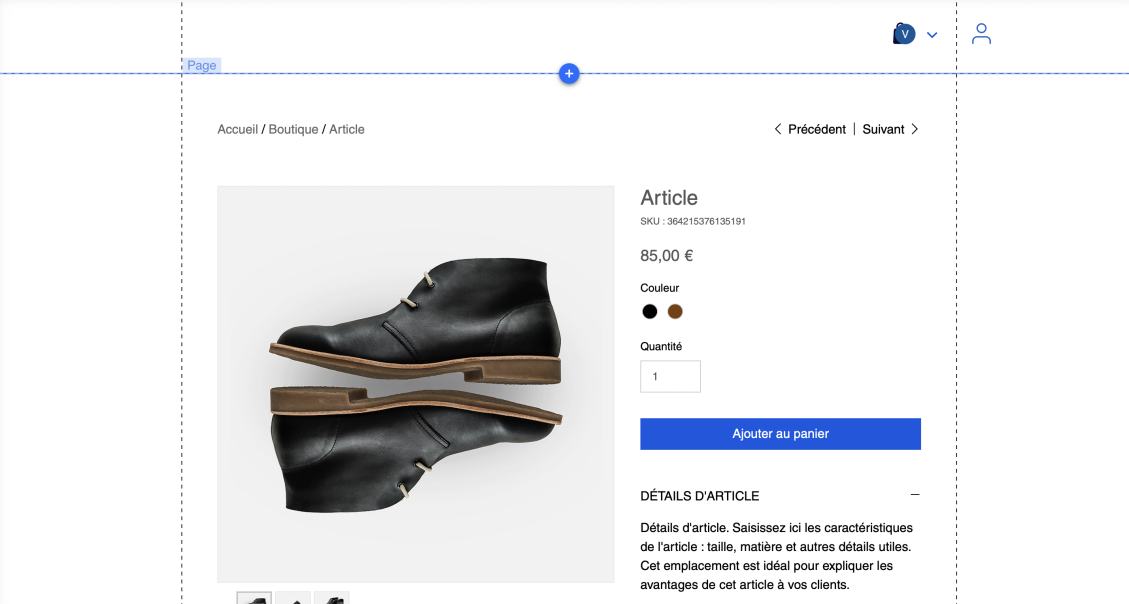 V
Page
Accueil / Boutique / Article
Précédent | Suivant
Article
SKU : 364215376135191
85,00 €
Couleur
Quantité
1
Ajouter au panier
DÉTAILS D'ARTICLE
Détails d'article. Saisissez ici les caractéristiques
de l'article : taille, matière et autres détails utiles.
Cet emplacement est idéal pour expliquer les
avantages de cet article à vos clients.